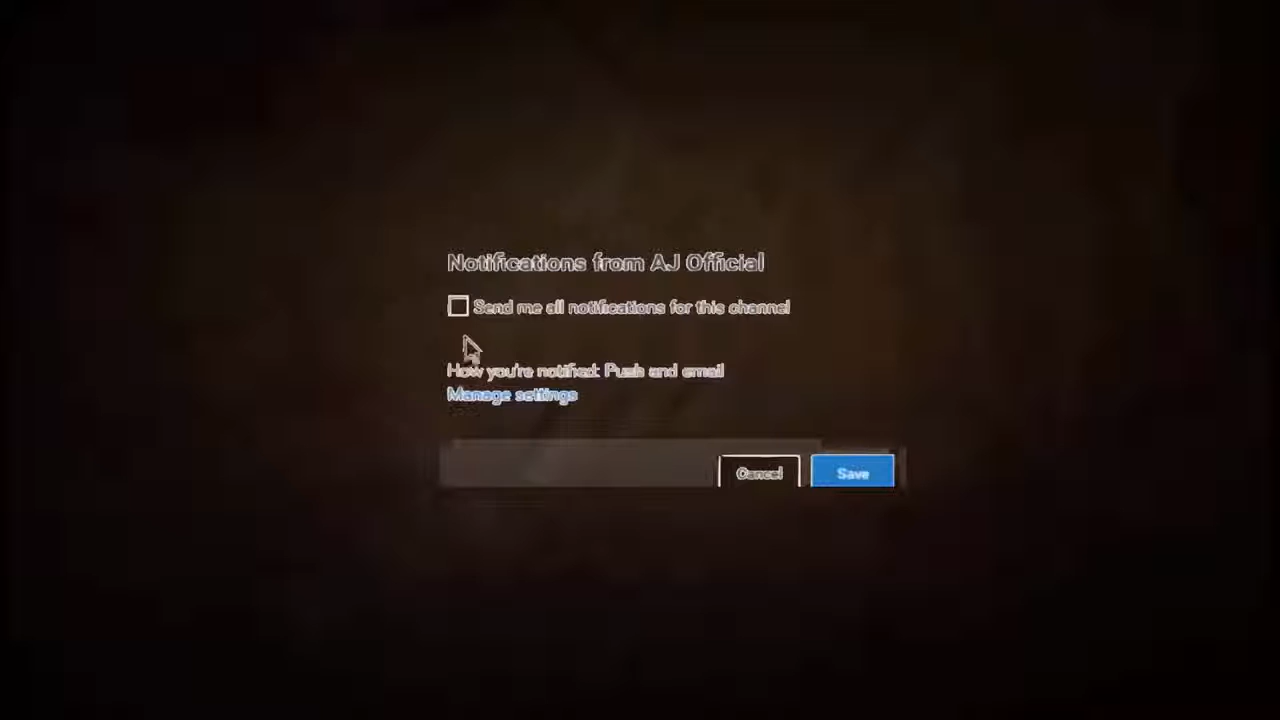 Notifications from AJ Official
Send me all notifications for this channel
How you're notified: Push and email
Manage settings
Cancel
Save